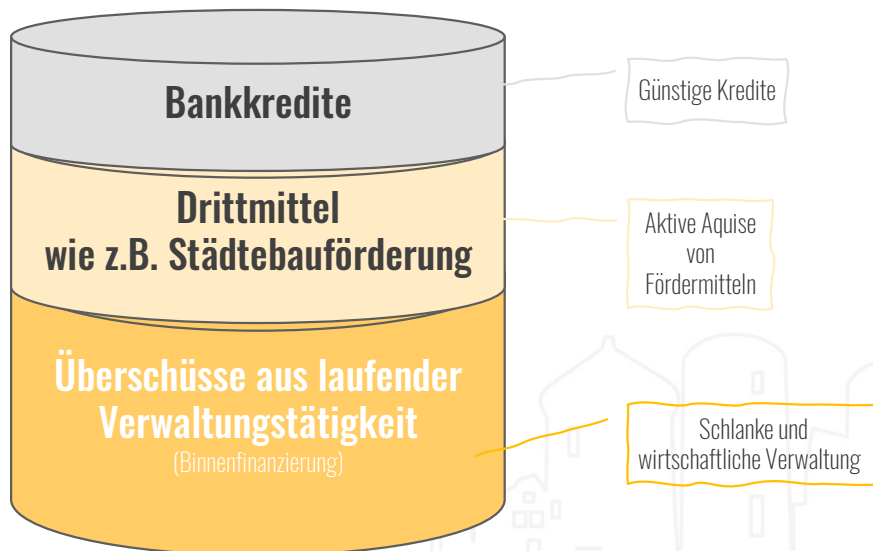 Bankkredite
Günstige Kredite
Drittmittel
wie z.B. Städtebauförderung
Aktive Aquise
von
Fördermitteln
Überschüsse aus laufender
Verwaltungstätigkeit
(Binnenfinanzierung)
Schlanke und
wirtschaftliche Verwaltung